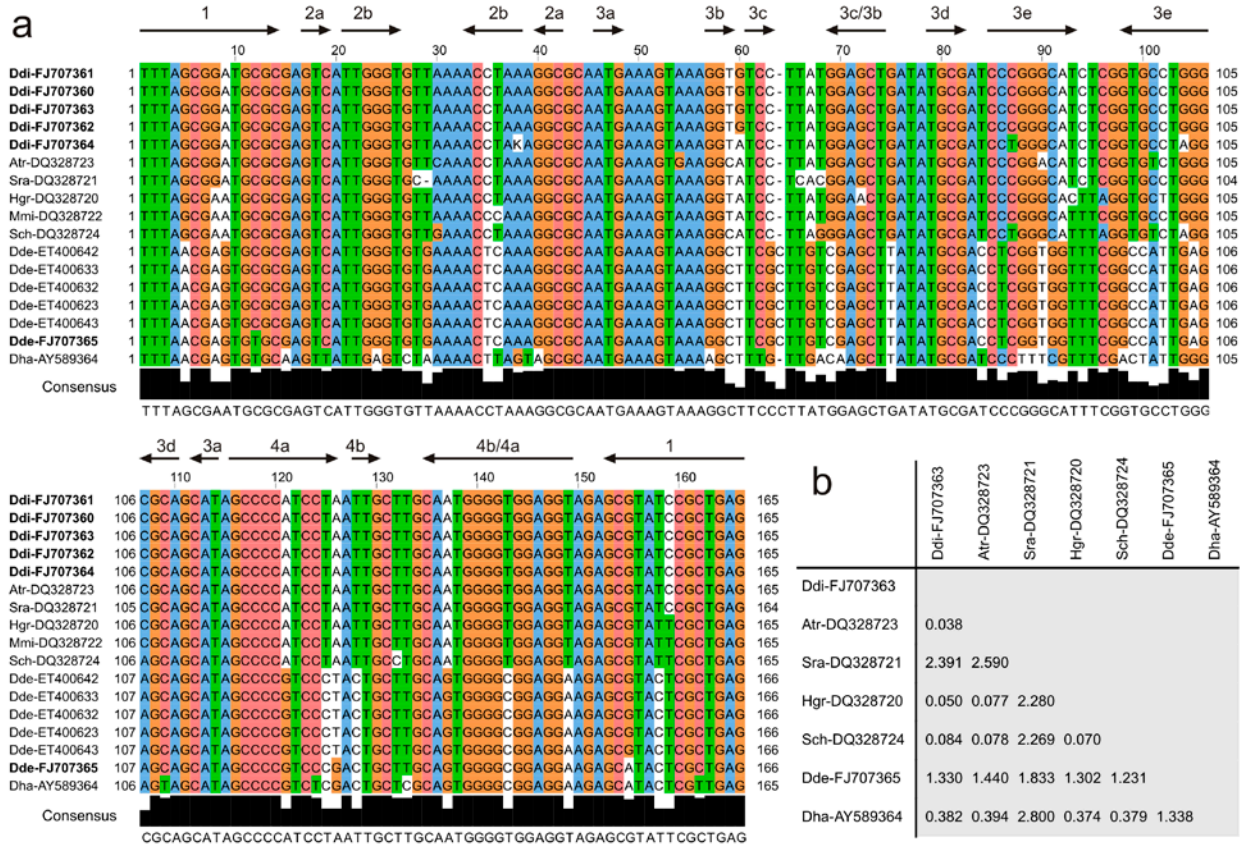 a
1 2a 2b 2b 2a 3a 3b 3c 3c/3b 3d 3e 3e
10 20 30 40 50 60 70 80 90 100
Ddi-FJ707361 1 TTTAGCGGATGCGCGAGTCATTGGGTGTTAAAACCTAAAGGCGCAATGAAAGTAAAGGTGTCC-TTATGGAGCTGATATGCGATCCCGGGCATCTCGGTGCCTGGG 105
Ddi-FJ707360 1 TTTAGCGGATGCGCGAGTCATTGGGTGTTAAAACCTAAAGGCGCAATGAAAGTAAAGGTGTCC-TTATGGAGCTGATATGCGATCCCGGGCATCTCGGTGCCTGGG 105
Ddi-FJ707363 1 TTTAGCGGATGCGCGAGTCATTGGGTGTTAAAACCTAAAGGCGCAATGAAAGTAAAGGTGTCC-TTATGGAGCTGATATGCGATCCCGGGCATCTCGGTGCCTGGG 105
Ddi-FJ707362 1 TTTAGCGGATGCGCGAGTCATTGGGTGTTAAAACCTAAAGGCGCAATGAAAGTAAAGGTGTCC-TTATGGAGCTGATATGCGATCCCGGGCATCTCGGTGCCTGGG 105
Ddi-FJ707364 1 TTTAGCGGATGCGCGAGTCATTGGGTGTTAAAACCTAKAGGCGCAATGAAAGTAAAGGTATCC-TTATGGAGCTGATATGCGATCCTGGGCATCTCGGTGCCTAGG 105
Atr-DQ328723 1 TTTAGCGGATGCGCGAGTCATTGGGTGTTCAAACCTAAAGGCGCAATGAAAGTGAAGGCATCC-TTATGGAGCTGATATGCGATCCCGGACATCTCGGTGTCTGGG 105
Sra-DQ328721 1 TTTAGCGGATGCGCGAGTCATTGGGTGC-AAAACCTAAAGGCGCAATGAAAGTAAAGGTATCC-TCACGGAGCTGATATGCGATCCCGGGCATCTCGGTGCCTGGG 104
Hgr-DQ328720 1 TTTAGCGAATGCGCGAGTCATTGGGTGTTAAAACCTAAAGGCGCAATGAAAGTAAAGGTATCC-TTATGGAACTGATATGCGATCCCGGGCACTTAGGTGCCTGGG 105
Mmi-DQ328722 1 TTTAGCGAATGCGCGAGTCATTGGGTGTTAAAACCCAAAGGCGCAATGAAAGTAAAGGTATCC-TTATGGAGCTGATATGCGATCCCGGGCATTTCGGTGCCTGGG 105
Sch-DQ328724 1 TTTAGCGAATGCGCGAGTCATTGGGTGTTGAAACCTAAAGGCGCAATGAAAGTAAAGGCATCC-TTAGGGAGCTGATATGCGATCCTGGGCATTTAGGTGTCTAGG 105
Dde-ET400642 1 TTTAACGAGTGCGCGAGTCATTGGGTGTGAAAACTCAAAGGCGCAATGAAAGTAAAGGCTTCGCTTGTCGAGCTTATATGCGACCTCGGTGGTTTCGGCCATTGAG 106
Dde-ET400633 1 TTTAACGAGTGCGCGAGTCATTGGGTGTGAAAACTCAAAGGCGCAATGAAAGTAAAGGCTTCGCTTGTCGAGCTTATATGCGACCTCGGTGGTTTCGGCCATTGAG 106
Dde-ET400632 1 TTTAACGAGTGCGCGAGTCATTGGGTGTGAAAACTCAAAGGCGCAATGAAAGTAAAGGCTTCGCTTGTCGAGCTTATATGCGACCTCGGTGGTTTCGGCCATTGAG 106
Dde-ET400623 1 TTTAACGAGTGCGCGAGTCATTGGGTGTGAAAACTCAAAGGCGCAATGAAAGTAAAGGCTTCGCTTGTCGAGCTTATATGCGACCTCGGTGGTTTCGGCCATTGAG 106
Dde-ET400643 1 TTTAACGAGTGCGCGAGTCATTGGGTGTGAAAACTCAAAGGCGCAATGAAAGTAAAGGCTTCGCTTGTCGAGCTTATATGCGACCTCGGTGGTTTCGGCCATTGAG 106
Dde-FJ707365 1 TTTAACGAGTGTGCGAGTCATTGGGTGTGAAAACTCAAAGGCGCAATGAAAGTAAAGGCTTCGCTTGTCGAGCTTATATGCGACCTCGGTGGTTTCGGCCATTGAG 106
Dha-AY589364 1 TTTAACGAGTGTGCAAGTTATTGAGTCTAAAAACTTAGTAGCGCAATGAAAGTAAAAGCTTTG-TTGACAAGCTTATATGCGATCCCTTTCGTTTCGACTATTGGG 105
Consensus
TTTAGCGAATGCGCGAGTCATTGGGTGTTAAAACCTAAAGGCGCAATGAAAGTAAAGGCTTCCCTTATGGAGCTGATATGCGATCCCGGGCATTTCGGTGCCTGGG
3d 3a 4a 4b 4b/4a 1
110 120 130 140 150 160
Ddi-FJ707361 106 CGCAGCATAGCCCCATCCTAATTGCTTGCAATGGGGTGGAGGTAGAGCGTATCCGCTGAG 165
Ddi-FJ707360 106 CGCAGCATAGCCCCATCCTAATTGCTTGCAATGGGGTGGAGGTAGAGCGTATCCGCTGAG 165
Ddi-FJ707363 106 CGCAGCATAGCCCCATCCTAATTGCTTGCAATGGGGTGGAGGTAGAGCGTATCCGCTGAG 165
Ddi-FJ707362 106 CGCAGCATAGCCCCATCCTAATTGCTTGCAATGGGGTGGAGGTAGAGCGTATCCGCTGAG 165
Ddi-FJ707364 106 CGCAGCATAGCCCCATCCTAATTGCTTGCAATGGGGTGGAGGTAGAGCGTATCCGCTGAG 165
Atr-DQ328723 106 CGCAGCATAGCCCCATCCTAATTGCTTGCAATGGGGTGGAGGTAGAGCGTATCCGCTGAG 165
Sra-DQ328721 105 CGCAGCATAGCCCCATCCTAATTGCTTGCAATGGGGTGGAGGTAGAGCGTATCCGCTGAG 164
Hgr-DQ328720 106 CGCAGCATAGCCCCATCCTAATTGCTTGCAATGGGGTGGAGGTAGAGCGTATTCGCTGAG 165
Mmi-DQ328722 106 CGCAGCATAGCCCCATCCTAATTGCTTGCAATGGGGTGGAGGTAGAGCGTATTCGCTGAG 165
Sch-DQ328724 106 AGCAGCATAGCCCCATCCTAATTGCCTGCAATGGGGTGGAGGTAGAGCGTATTCGCTGAG 165
Dde-ET400642 107 AGCAGCATAGCCCCGTCCCTACTGCTTGCAGTGGGGCGGAGGAAGAGCGTACTCGCTGAG 166
Dde-ET400633 107 AGCAGCATAGCCCCGTCCCTACTGCTTGCAGTGGGGCGGAGGAAGAGCGTACTCGCTGAG 166
Dde-ET400632 107 AGCAGCATAGCCCCGTCCCTACTGCTTGCAGTGGGGCGGAGGAAGAGCGTACTCGCTGAG 166
Dde-ET400623 107 AGCAGCATAGCCCCGTCCCTACTGCTTGCAGTGGGGCGGAGGAAGAGCGTACTCGCTGAG 166
Dde-ET400643 107 AGCAGCATAGCCCCGTCCCTACTGCTTGCAGTGGGGCGGAGGAAGAGCGTACTCGCTGAG 166
Dde-FJ707365 107 AGCAGCATAGCCCCGTCCCGACTGCTTGCAGTGGGGCGGAGGAAGAGCATACTCGCTGAG 166
Dha-AY589364 106 AGTAGCATAGCCCCGTCTCGACTGCTCGCAGTGGGGCGGAGGAAGAGCGTACTCGTTGAG 165
Consensus
CGCAGCATAGCCCCATCCTAATTGCTTGCAATGGGGTGGAGGTAGAGCGTATTCGCTGAG
b
Ddi-FJ707363 Atr-DQ328723 Sra-DQ328721 Hgr-DQ328720 Sch-DQ328724 Dde-FJ707365 Dha-AY589364
Ddi-FJ707363
Atr-DQ328723 0.038
Sra-DQ328721 2.391 2.590
Hgr-DQ328720 0.050 0.077 2.280
Sch-DQ328724 0.084 0.078 2.269 0.070
Dde-FJ707365 1.330 1.440 1.833 1.302 1.231
Dha-AY589364 0.382 0.394 2.800 0.374 0.379 1.338